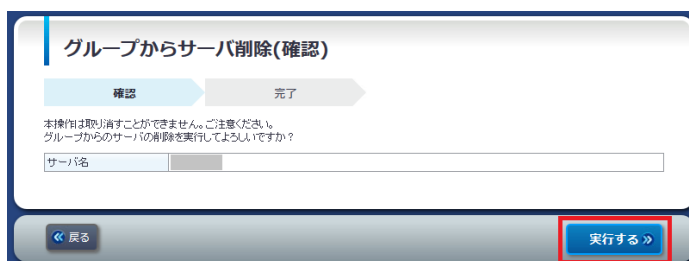 グループからサーバ削除(確認)
確認 完了
本操作は取り消すことができません。ご注意ください。
グループからのサーバの削除を実行してよろしいですか？
サーバ名
戻る 実行する